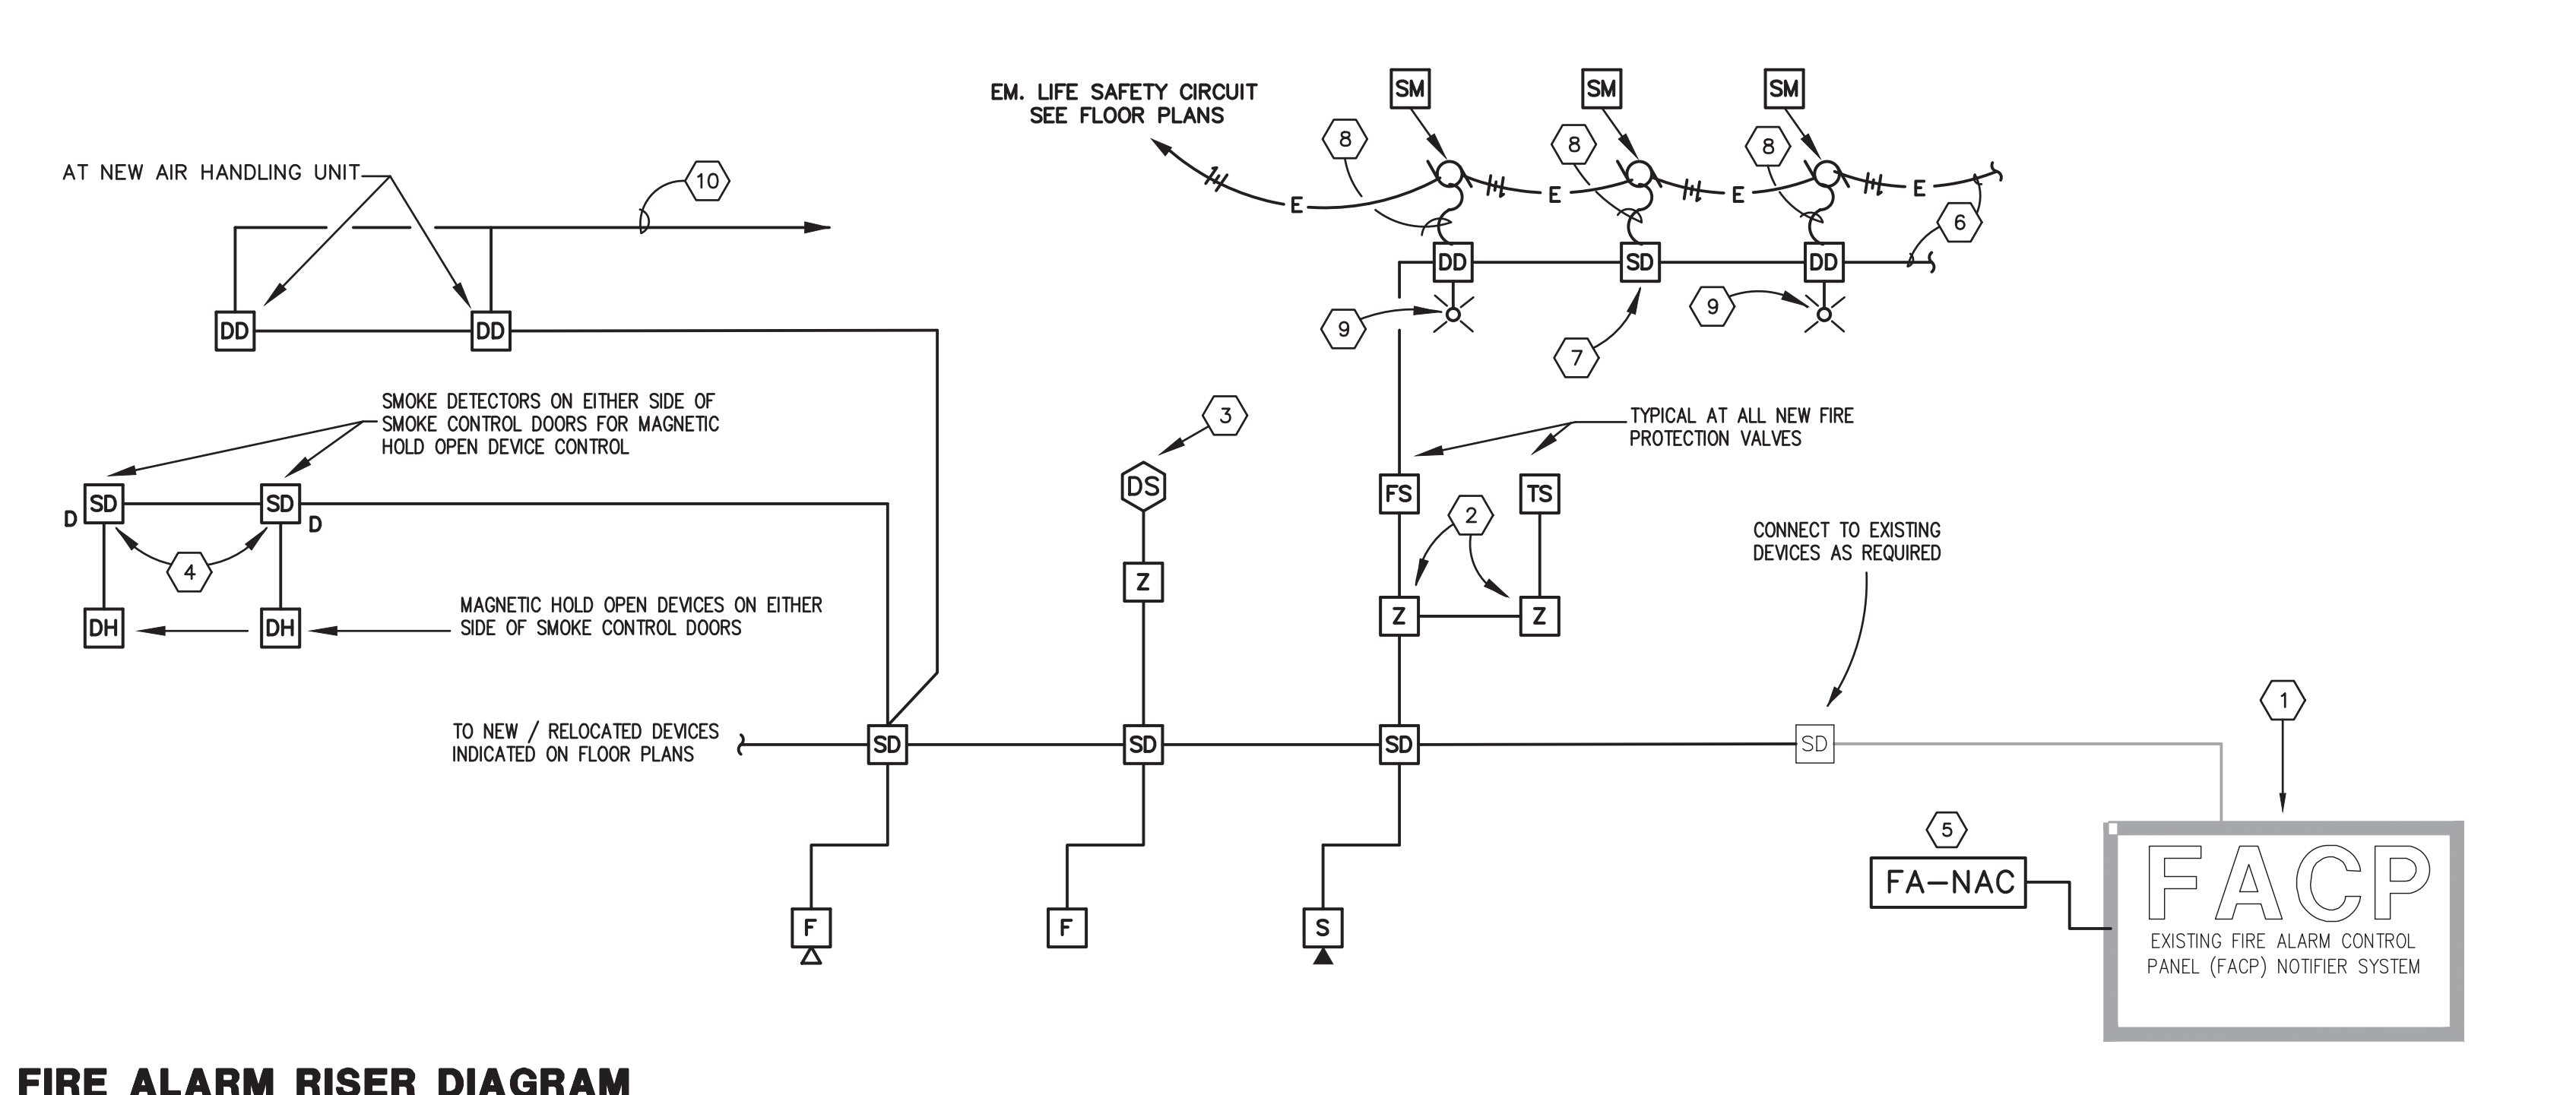 EM. LIFE SAFETY CIRCUIT
SEE FLOOR PLANS
SM
SM
SM
8
8
8
E
E
E
E
6
AT NEW AIR HANDLING UNIT
10
DD
DD
DD
SD
DD
9
9
7
SMOKE DETECTORS ON EITHER SIDE OF
SMOKE CONTROL DOORS FOR MAGNETIC
HOLD OPEN DEVICE CONTROL
3
TYPICAL AT ALL NEW FIRE
PROTECTION VALVES
SD
SD
D
D
4
DS
FS
TS
2
CONNECT TO EXISTING
DEVICES AS REQUIRED
DH
DH
MAGNETIC HOLD OPEN DEVICES ON EITHER
SIDE OF SMOKE CONTROL DOORS
Z
Z
Z
TO NEW / RELOCATED DEVICES
INDICATED ON FLOOR PLANS
SD
SD
SD
SD
1
F
F
S
5
FA-NAC
FACP
EXISTING FIRE ALARM CONTROL
PANEL (FACP) NOTIFIER SYSTEM
FIRE ALARM RISER DIAGRAM